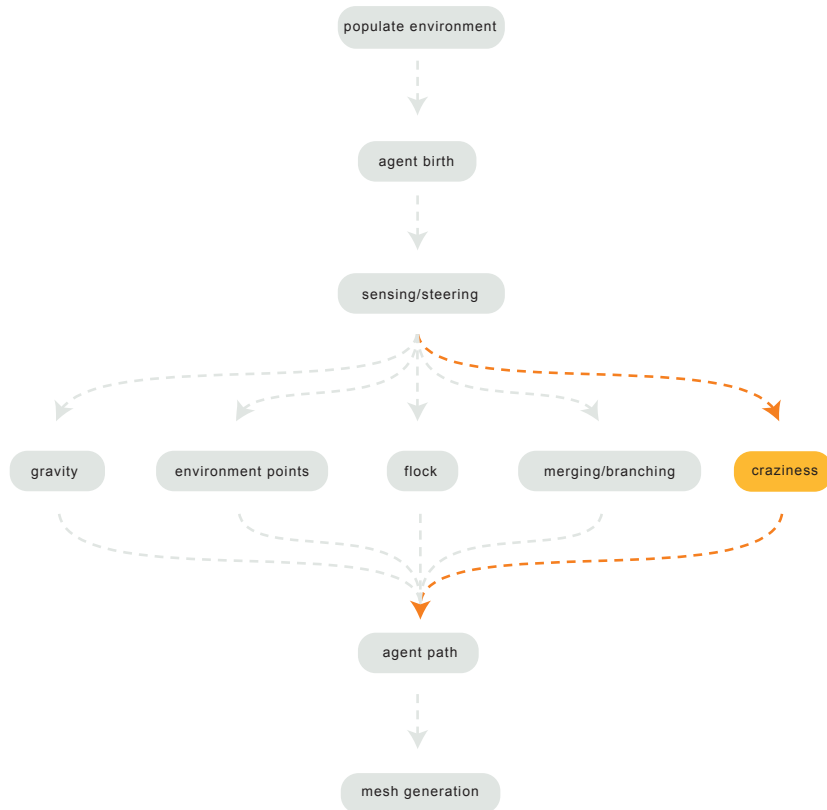 populate environment
agent birth
sensing/steering
gravity
environment points
flock
merging/branching
craziness
agent path
mesh generation